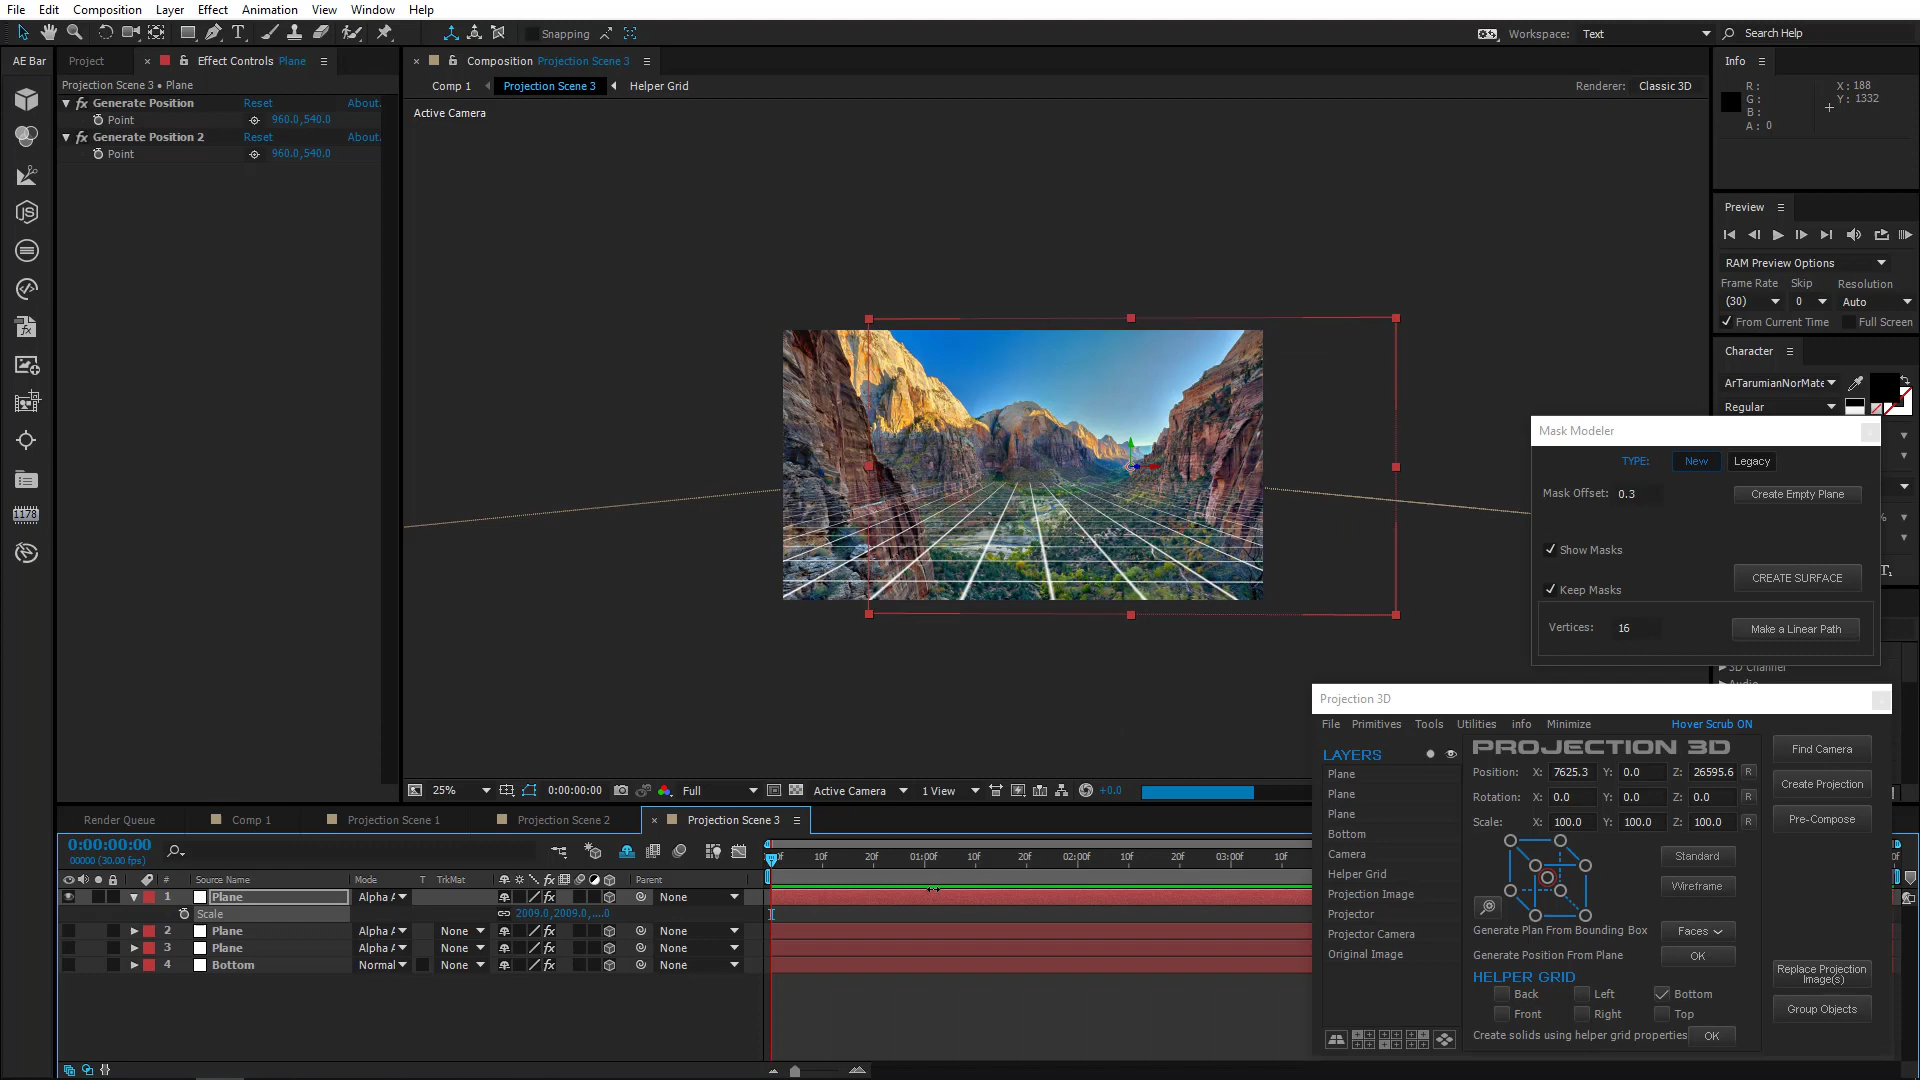 File Edit Composition Layer Effect Animation View Window Help
Snapping
Workspace: Text
Search Help
AE Bar
Project
Effect Controls Plane
Projection Scene 3 • Plane
fx Generate Position Reset About.
Point 960.0,540.0
fx Generate Position 2 Reset About.
Point 960.0,540.0
Composition Projection Scene 3
Comp 1 Projection Scene 3 Helper Grid
Renderer: Classic 3D
Active Camera
25% 0:00:00:00 Full Active Camera 1 View +0.0
Info
R: X: 188
G: Y: 1332
B:
A: 0
Preview
RAM Preview Options
Frame Rate Skip Resolution
(30) 0 Auto
From Current Time Full Screen
Character
ArTarumianNorMate
Regular
%
3D Channel
Audio
Mask Modeler
TYPE: New Legacy
Mask Offset: 0.3 Create Empty Plane
Show Masks
CREATE SURFACE
Keep Masks
Vertices: 16 Make a Linear Path
Projection 3D
File Primitives Tools Utilities info Minimize Hover Scrub ON
LAYERS
Plane
Plane
Plane
Bottom
Camera
Helper Grid
Projection Image
Projector
Projector Camera
Original Image
PROJECTION 3D
Position: X: 7625.3 Y: 0.0 Z: 26595.6 R
Rotation: X: 0.0 Y: 0.0 Z: 0.0 R
Scale: X: 100.0 Y: 100.0 Z: 100.0 R
Standard
Wireframe
Generate Plan From Bounding Box Faces
Generate Position From Plane OK
HELPER GRID
Back Left Bottom
Front Right Top
Create solids using helper grid properties OK
Find Camera
Create Projection
Pre-Compose
Replace Projection
Image(s)
Group Objects
Render Queue Comp 1 Projection Scene 1 Projection Scene 2 Projection Scene 3
0:00:00:00
00000 (30.00 fps)
10f 20f 01:00f 10f 20f 02:00f 10f 20f 03:00f 10f
# Source Name Mode T TrkMat Parent
1 Plane Alpha A None
Scale 2009.0,2009.0,....0
2 Plane Alpha A None None
3 Plane Alpha A None None
4 Bottom Normal None None
JS
fx
1178